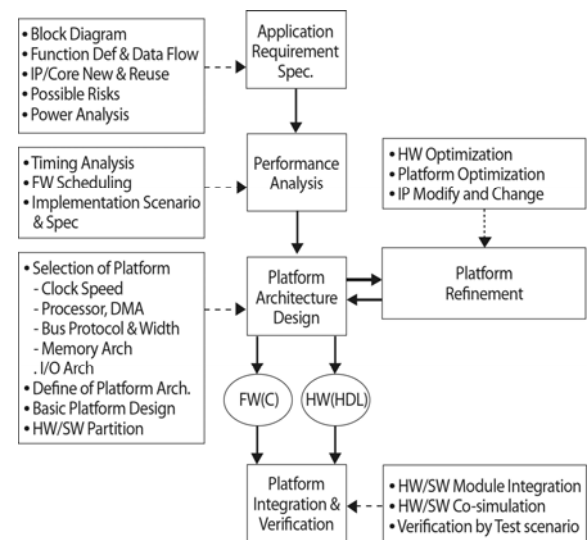 • Block Diagram
• Function Def & Data Flow
• IP/Core New & Reuse
• Possible Risks
• Power Analysis
Application
Requirement
Spec.
• Timing Analysis
• FW Scheduling
• Implementation Scenario
& Spec
Performance
Analysis
• HW Optimization
• Platform Optimization
• IP Modify and Change
• Selection of Platform
- Clock Speed
- Processor, DMA
- Bus Protocol & Width
- Memory Arch
. I/O Arch
• Define of Platform Arch.
• Basic Platform Design
• HW/SW Partition
Platform
Architecture
Design
Platform
Refinement
FW(C)
HW(HDL)
Platform
Integration &
Verification
• HW/SW Module Integration
• HW/SW Co-simulation
• Verification by Test scenario